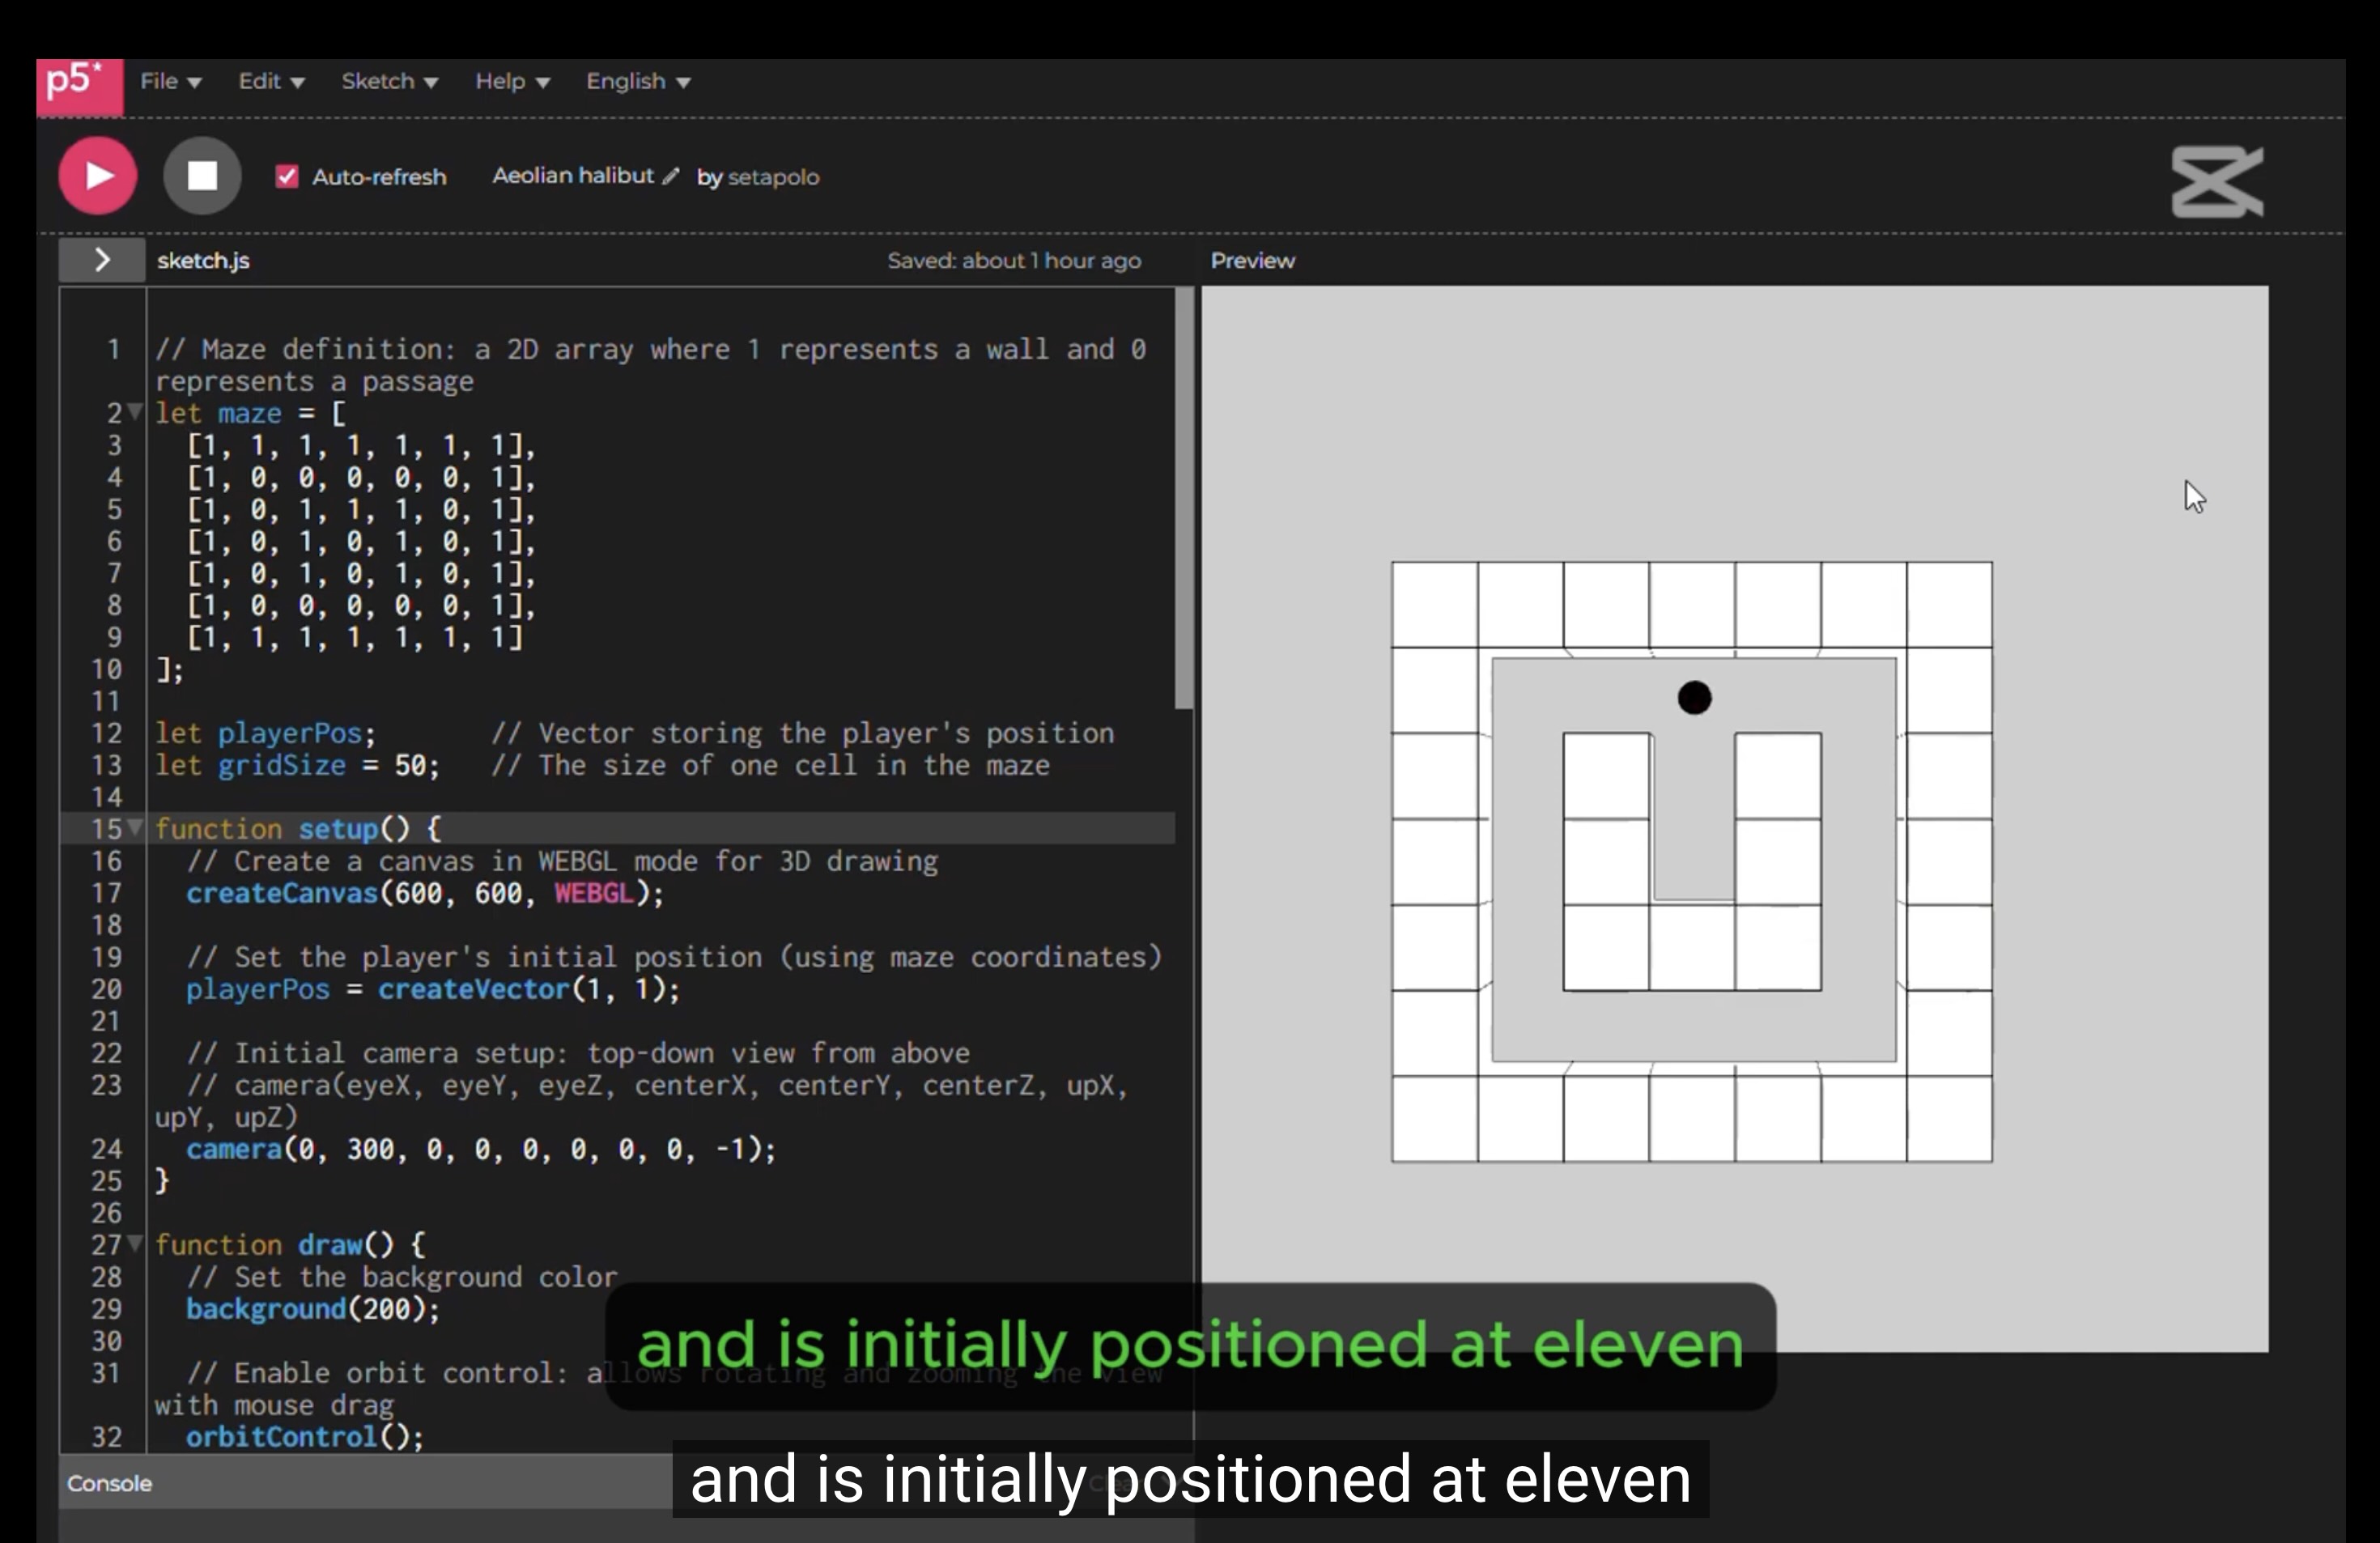 p5*
File Edit Sketch Help English
Auto-refresh Aeolian halibut by setapolo
sketch.js Saved: about 1 hour ago Preview
1 // Maze definition: a 2D array where 1 represents a wall and 0
represents a passage
2 let maze = [
3 [1, 1, 1, 1, 1, 1, 1],
4 [1, 0, 0, 0, 0, 0, 1],
5 [1, 0, 1, 1, 1, 0, 1],
6 [1, 0, 1, 0, 1, 0, 1],
7 [1, 0, 1, 0, 1, 0, 1],
8 [1, 0, 0, 0, 0, 0, 1],
9 [1, 1, 1, 1, 1, 1, 1]
10 ];
11
12 let playerPos; // Vector storing the player's position
13 let gridSize = 50; // The size of one cell in the maze
14
15 function setup() {
16 // Create a canvas in WEBGL mode for 3D drawing
17 createCanvas(600, 600, WEBGL);
18
19 // Set the player's initial position (using maze coordinates)
20 playerPos = createVector(1, 1);
21
22 // Initial camera setup: top-down view from above
23 // camera(eyeX, eyeY, eyeZ, centerX, centerY, centerZ, upX,
upY, upZ)
24 camera(0, 300, 0, 0, 0, 0, 0, 0, -1);
25 }
26
27 function draw() {
28 // Set the background color
29 background(200);
30
31 // Enable orbit control: allows rotating and zooming the view
with mouse drag
32 orbitControl();
and is initially positioned at eleven
Console
and is initially positioned at eleven